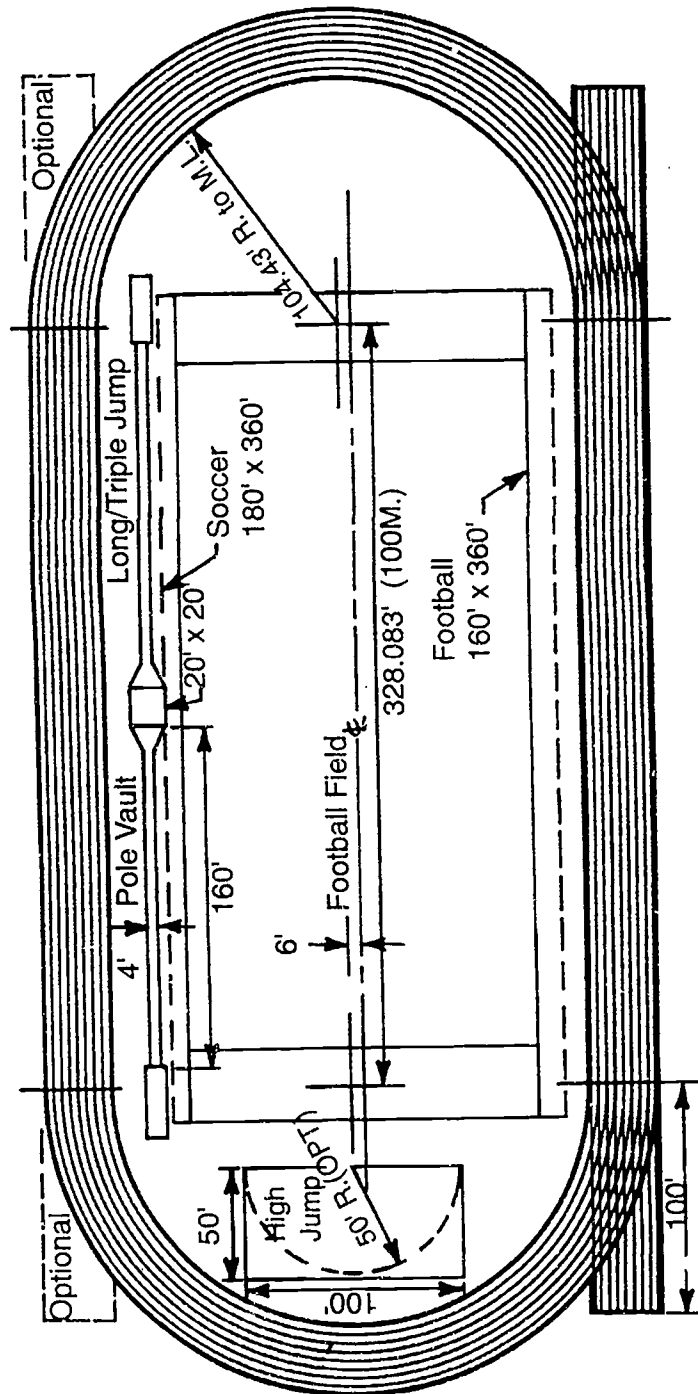 Optional
Optional
Long/Triple Jump
Pole Vault
4'
160'
20' x 20'
Soccer
180' x 360'
104.43' R. to M.L.
6'
Football Field
328.083' (100M.)
Football
160' x 360'
50'
High
Jump
50' R.(OPT)
100'
100'